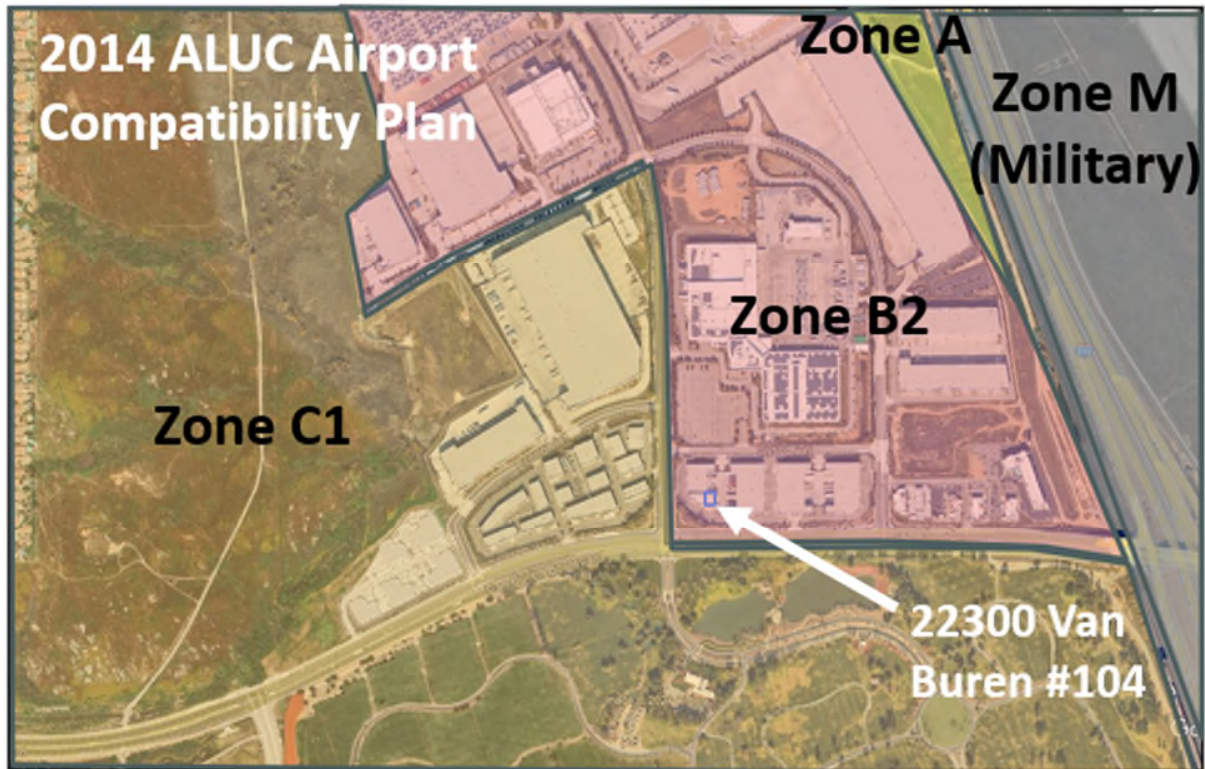 2014 ALUC Airport
Compatibility Plan
Zone A
Zone M
(Military)
Zone B2
Zone C1
22300 Van
Buren #104